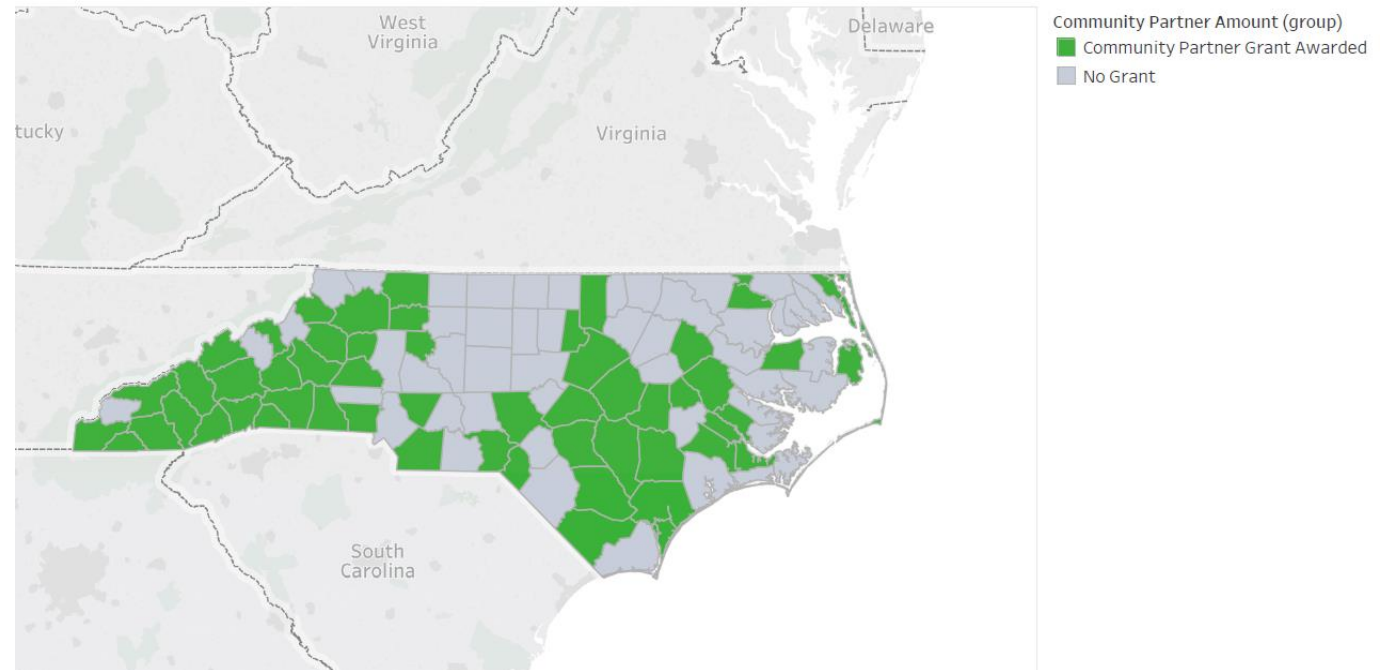 West
Virginia
Delaware
tucky
Virginia
South
Carolina
Community Partner Amount (group)
Community Partner Grant Awarded
No Grant